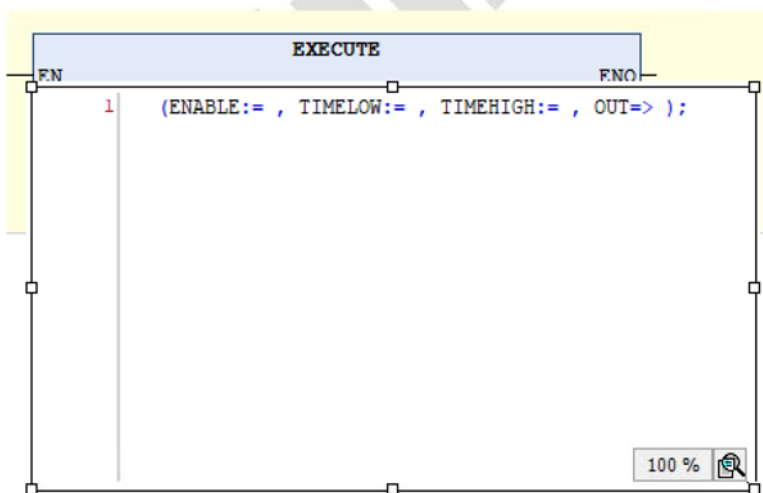 EXECUTE
EN ENO
1 (ENABLE:= , TIMELOW:= , TIMEHIGH:= , OUT=> );
100 %